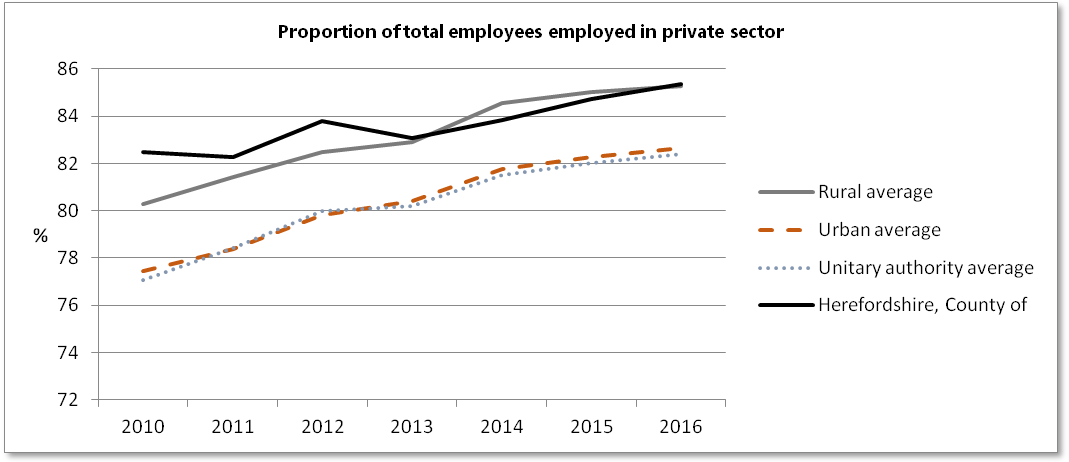 Proportion of total employees employed in private sector
86
84
82
80
78
76
74
72
%
2010 2011 2012 2013 2014 2015 2016
Rural average
Urban average
Unitary authority average
Herefordshire, County of